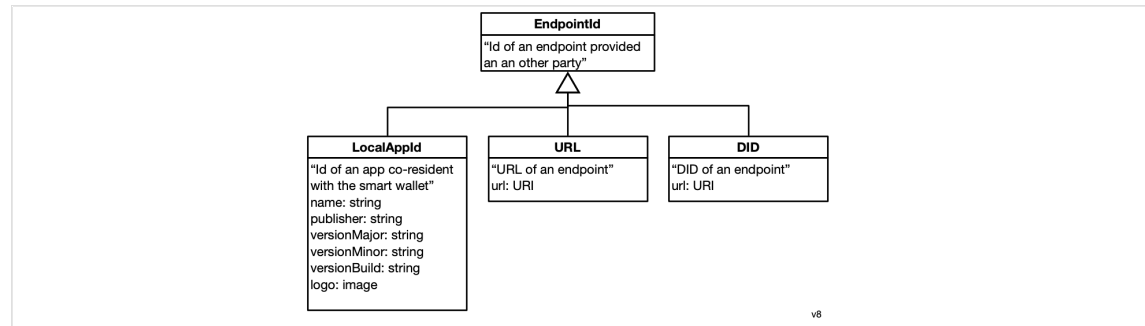 EndpointId
“Id of an endpoint provided
an an other party”
LocalAppId
“Id of an app co-resident
with the smart wallet”
name: string
publisher: string
versionMajor: string
versionMinor: string
versionBuild: string
logo: image
URL
“URL of an endpoint”
url: URI
DID
“DID of an endpoint”
url: URI
v8